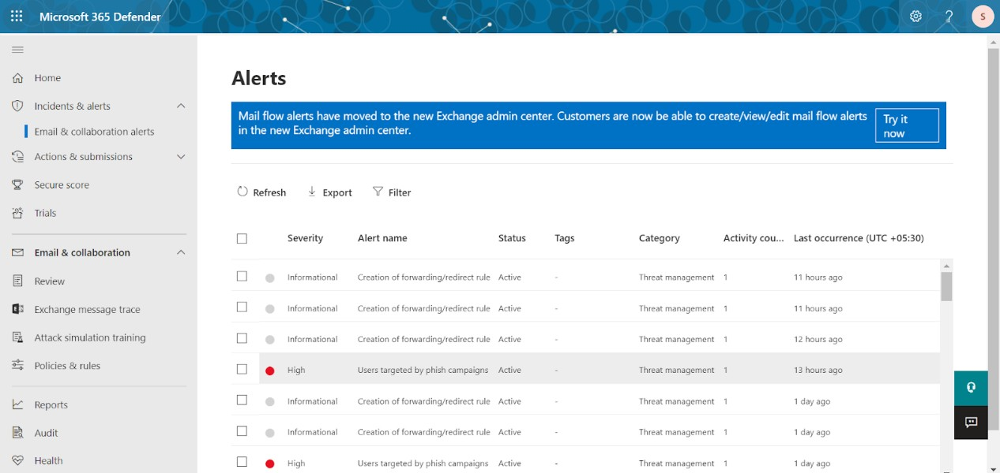 Microsoft 365 Defender
S
Home
Incidents & alerts
Email & collaboration alerts
Actions & submissions
Secure score
Trials
Email & collaboration
Review
Exchange message trace
Attack simulation training
Policies & rules
Reports
Audit
Health
Alerts
Mail flow alerts have moved to the new Exchange admin center. Customers are now be able to create/view/edit mail flow alerts
in the new Exchange admin center.
Try it
now
Refresh Export Filter
Severity Alert name Status Tags Category Activity cou... Last occurrence (UTC +05:30)
Informational Creation of forwarding/redirect rule Active - Threat management 1 11 hours ago
Informational Creation of forwarding/redirect rule Active - Threat management 1 11 hours ago
Informational Creation of forwarding/redirect rule Active - Threat management 1 12 hours ago
High Users targeted by phish campaigns Active - Threat management 1 13 hours ago
Informational Creation of forwarding/redirect rule Active - Threat management 1 1 day ago
Informational Creation of forwarding/redirect rule Active - Threat management 1 1 day ago
High Users targeted by phish campaigns Active - Threat management 1 1 day ago